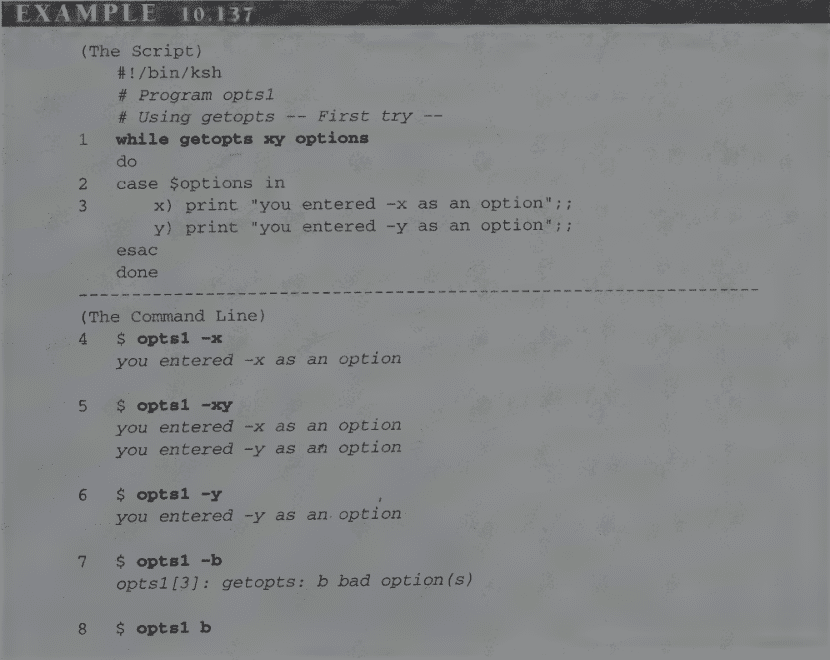 EXAMPLE 10.137
(The Script)
#!/bin/ksh
# Program opts1
# Using getopts -- First try --
1 while getopts xy options
do
2 case $options in
3 x) print "you entered -x as an option";;
y) print "you entered -y as an option";;
esac
done
(The Command Line)
4 $ opts1 -x
you entered -x as an option
5 $ opts1 -xy
you entered -x as an option
you entered -y as an option
6 $ opts1 -y
you entered -y as an option
7 $ opts1 -b
opts1[3]: getopts: b bad option(s)
8 $ opts1 b